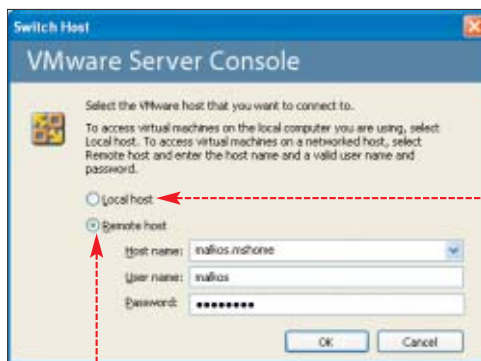 Switch Host
VMware Server Console
Select the VMware host that you want to connect to.
To access virtual machines on the local computer you are using, select
Local host. To access virtual machines on a networked host, select
Remote host and enter the host name and a valid user name and
password.
Local host
Remote host
Host name: malkos.mshome
User name: malkos
Password: ●●●●●●●●
OK Cancel